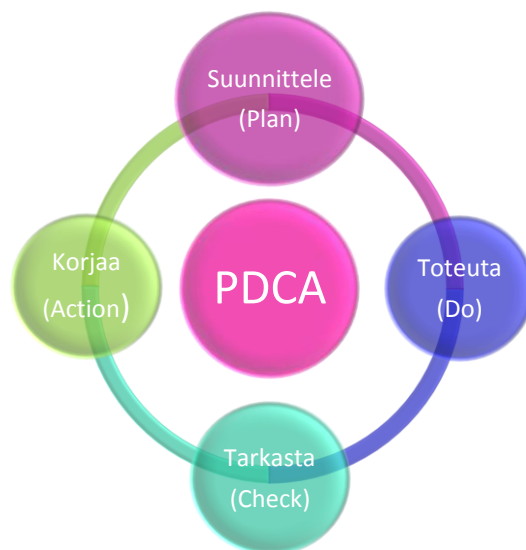 Suunnittele
(Plan)
Korjaa
(Action)
PDCA
Toteuta
(Do)
Tarkasta
(Check)